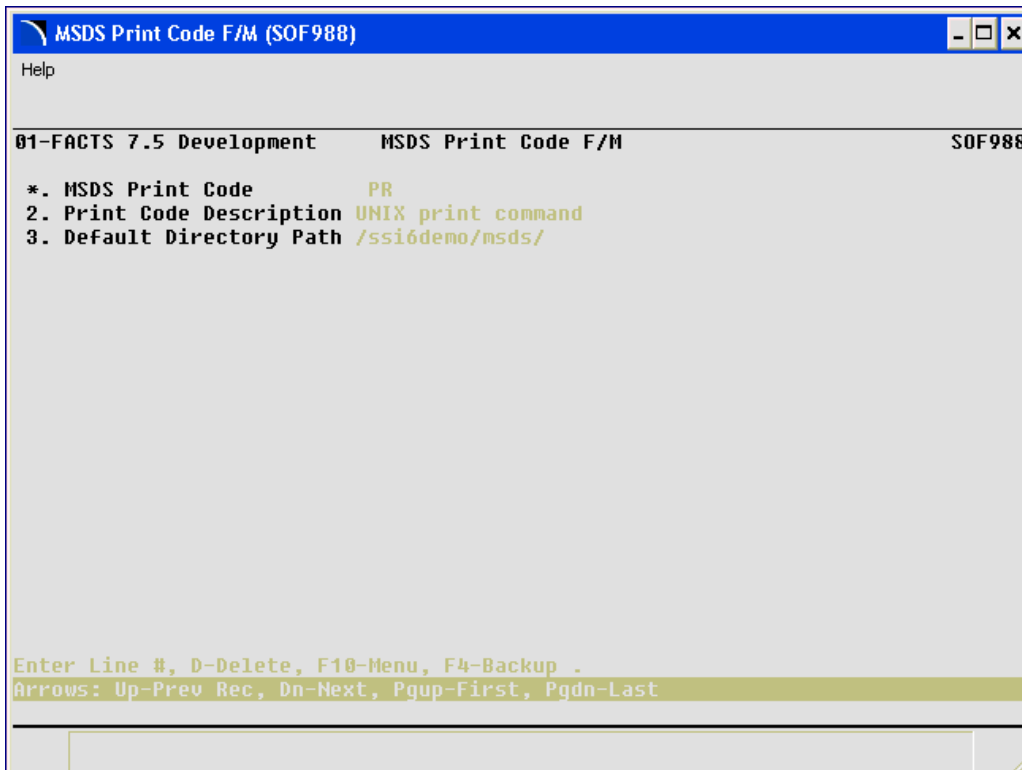 MSDS Print Code F/M (SOF988)
Help
01-FACTS 7.5 Development MSDS Print Code F/M SOF988
*. MSDS Print Code PR
2. Print Code Description UNIX print command
3. Default Directory Path /ssi6demo/msds/
Enter Line #, D-Delete, F10-Menu, F4-Backup .
Arrows: Up-Prev Rec, Dn-Next, Pgup-First, Pgdn-Last